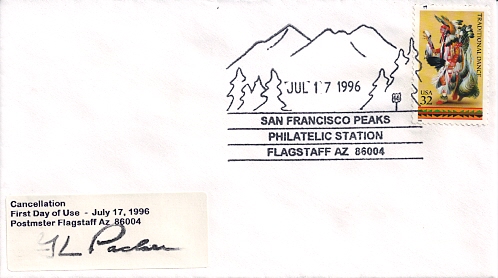 JUL 17 1996
66
TRADITIONAL DANCE
USA
32
SAN FRANCISCO PEAKS
PHILATELIC STATION
FLAGSTAFF AZ 86004
Cancellation
First Day of Use - July 17, 1996
Postmster Flagstaff Az 86004